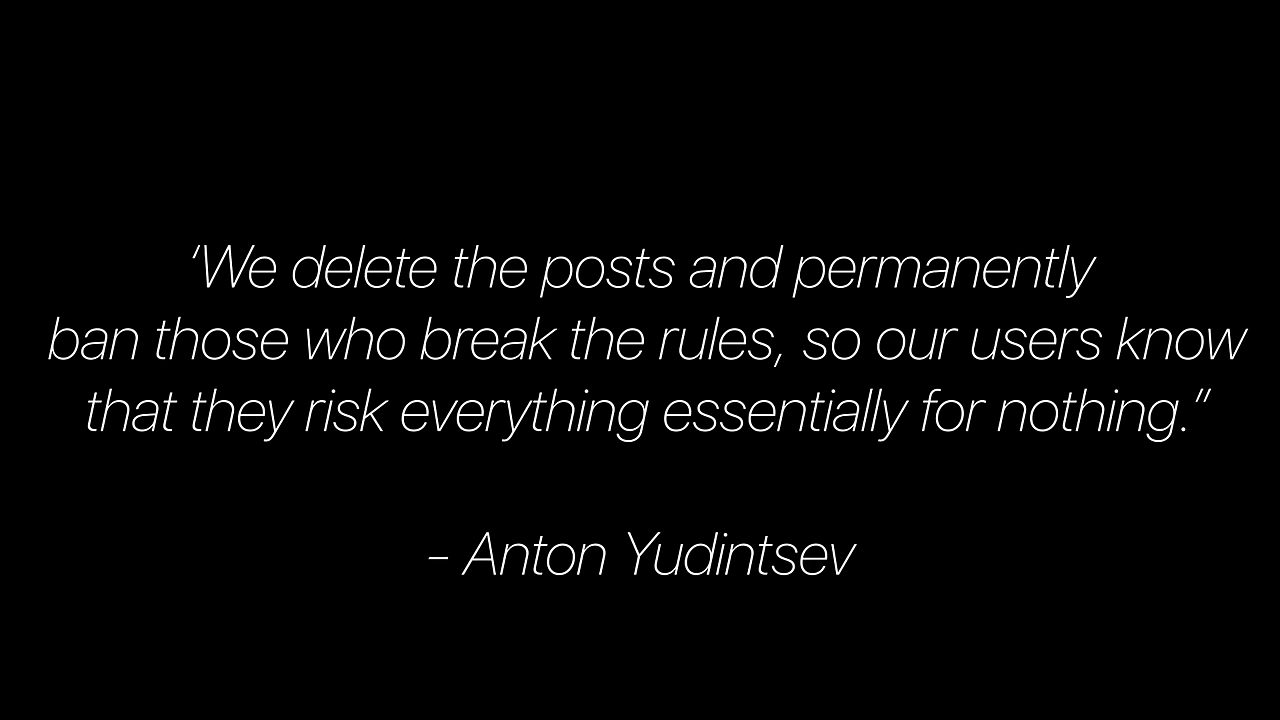 ‘We delete the posts and permanently
ban those who break the rules, so our users know
that they risk everything essentially for nothing.”
– Anton Yudintsev